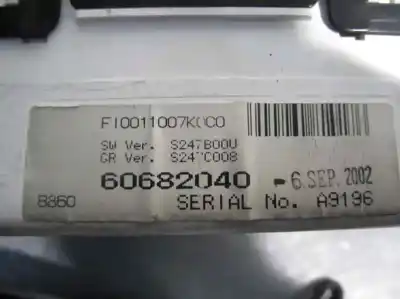 FI0011007K0C0
SW Ver. S247B00U
GR Ver. S247C008
60682040 - 6. SEP. 2002
8860 SERIAL No. A9196